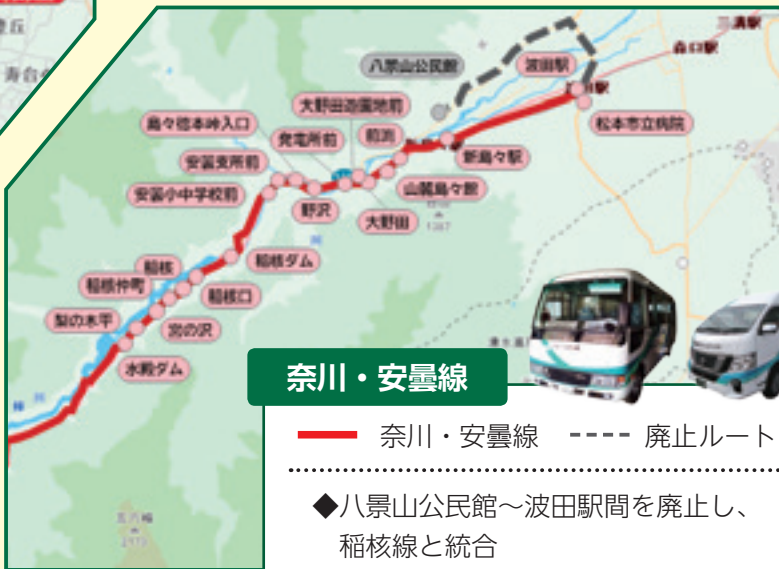 三溝駅
森口駅
八景山公民館
波田駅
大野田遊園地前
島々徳本峠入口
発電所前
前渕
松本市立病院
新島々駅
安曇支所前
安曇小中学校前
山麓島々館
野沢
大野田
稲核ダム
稲核
稲核仲町
稲核口
梨の木平
宮の沢
水殿ダム
奈川・安曇線
奈川・安曇線
廃止ルート
◆八景山公民館～波田駅間を廃止し、
稲核線と統合